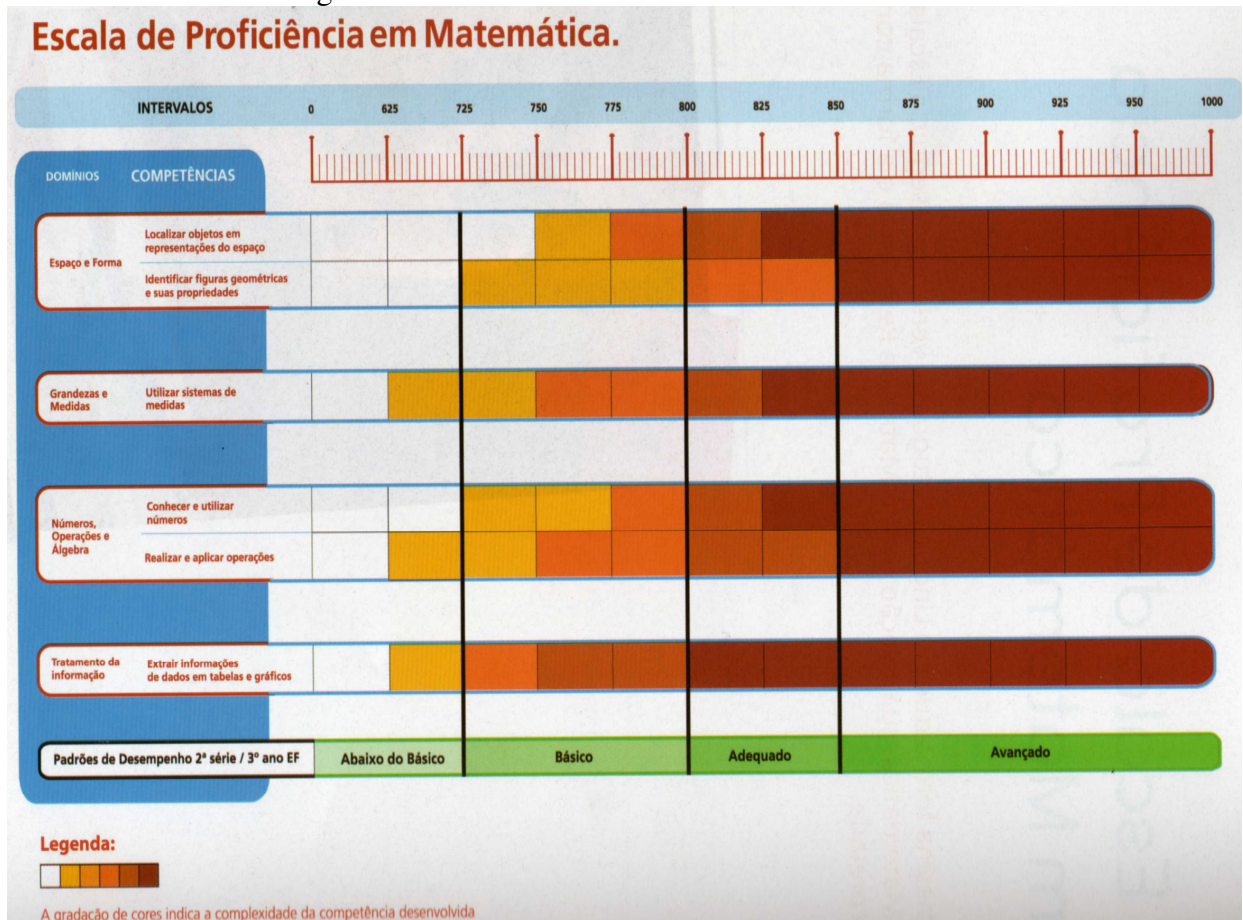 Escala de Proficiência em Matemática.
INTERVALOS 0 625 725 750 775 800 825 850 875 900 925 950 1000
DOMÍNIOS COMPETÊNCIAS
Espaço e Forma
Localizar objetos em
representações do espaço
Identificar figuras geométricas
e suas propriedades
Grandezas e
Medidas
Utilizar sistemas de
medidas
Números,
Operações e
Álgebra
Conhecer e utilizar
números
Realizar e aplicar operações
Tratamento da
informação
Extrair informações
de dados em tabelas e gráficos
Padrões de Desempenho 2ª série / 3º ano EF Abaixo do Básico Básico Adequado Avançado
Legenda:
A gradação de cores indica a complexidade da competência desenvolvida